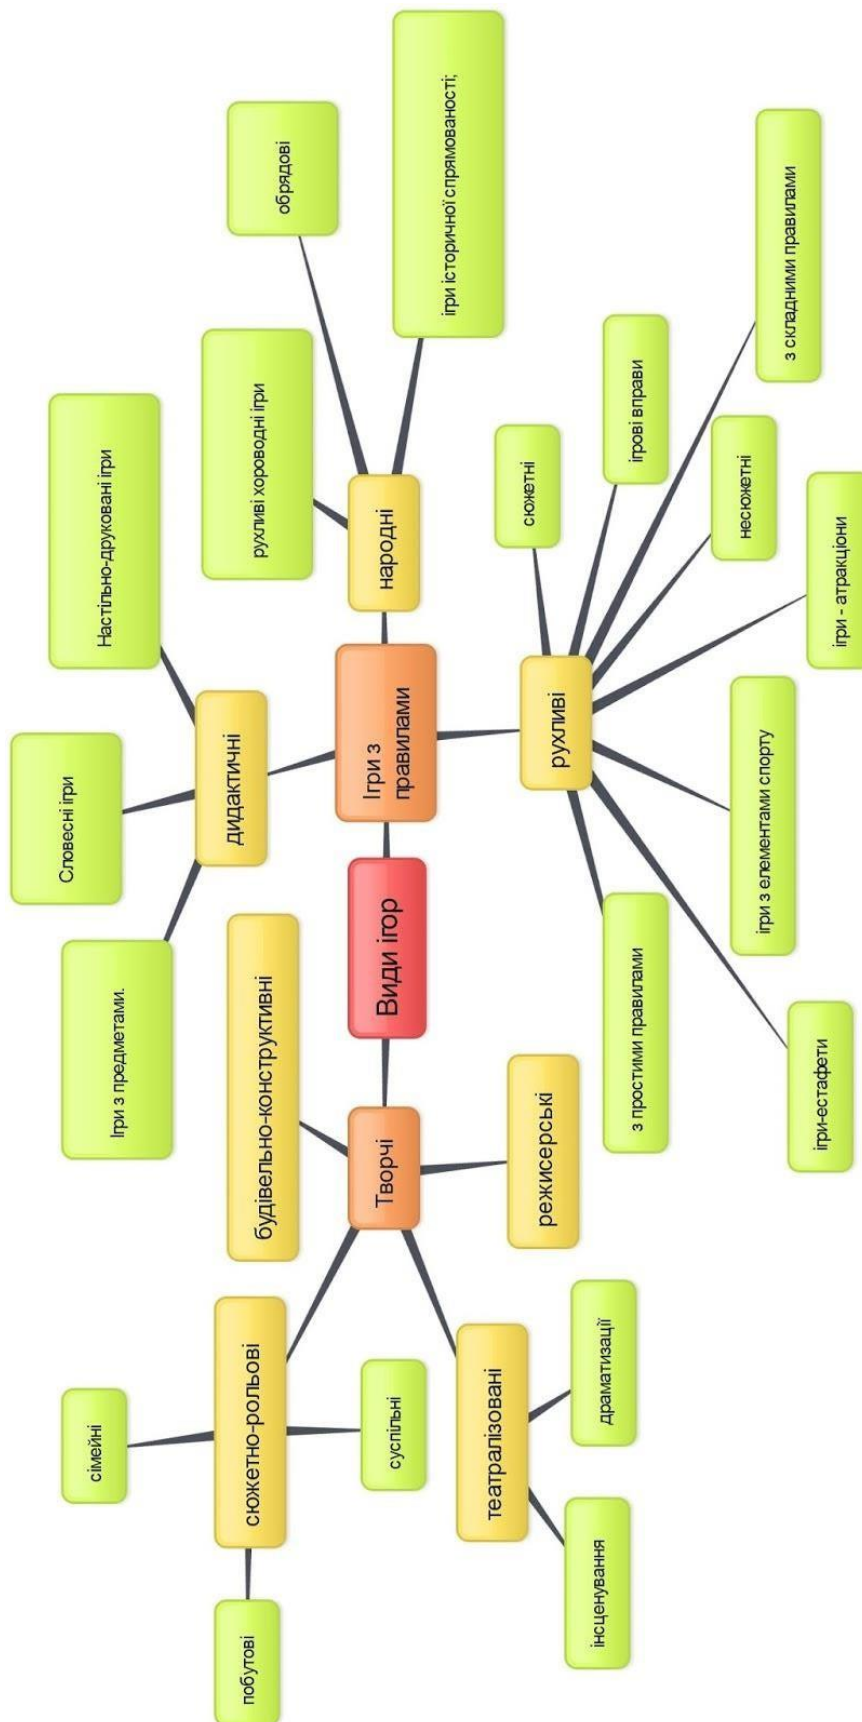 Види ігор
Творчі
сюжетно-рольові
побутові
сімейні
суспільні
будівельно-конструктивні
режисерські
театралізовані
інсценування
драматизації
Ігри з
правилами
дидактичні
Ігри з предметами.
Словесні ігри
Настільно-друковані ігри
народні
рухливі хороводні ігри
обрядові
ігри історичної спрямованості;
рухливі
з простими правилами
ігри-естафети
ігри з елементами спорту
ігри - атракціони
несюжетні
з складними правилами
ігрові вправи
сюжетні